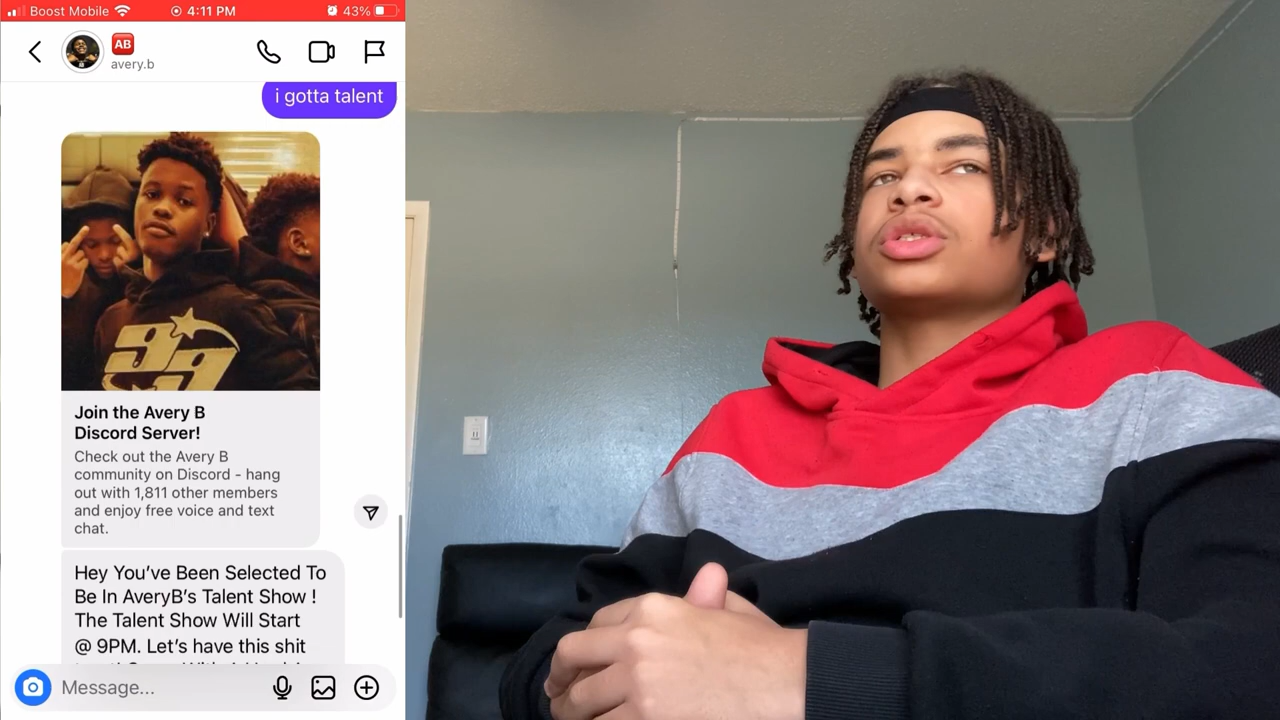 Boost Mobile
4:11 PM
43%
AB
avery.b
i gotta talent
99
Join the Avery B
Discord Server!
Check out the Avery B
community on Discord - hang
out with 1,811 other members
and enjoy free voice and text
chat.
Hey You’ve Been Selected To
Be In AveryB’s Talent Show !
The Talent Show Will Start
@ 9PM. Let’s have this shit
Message...